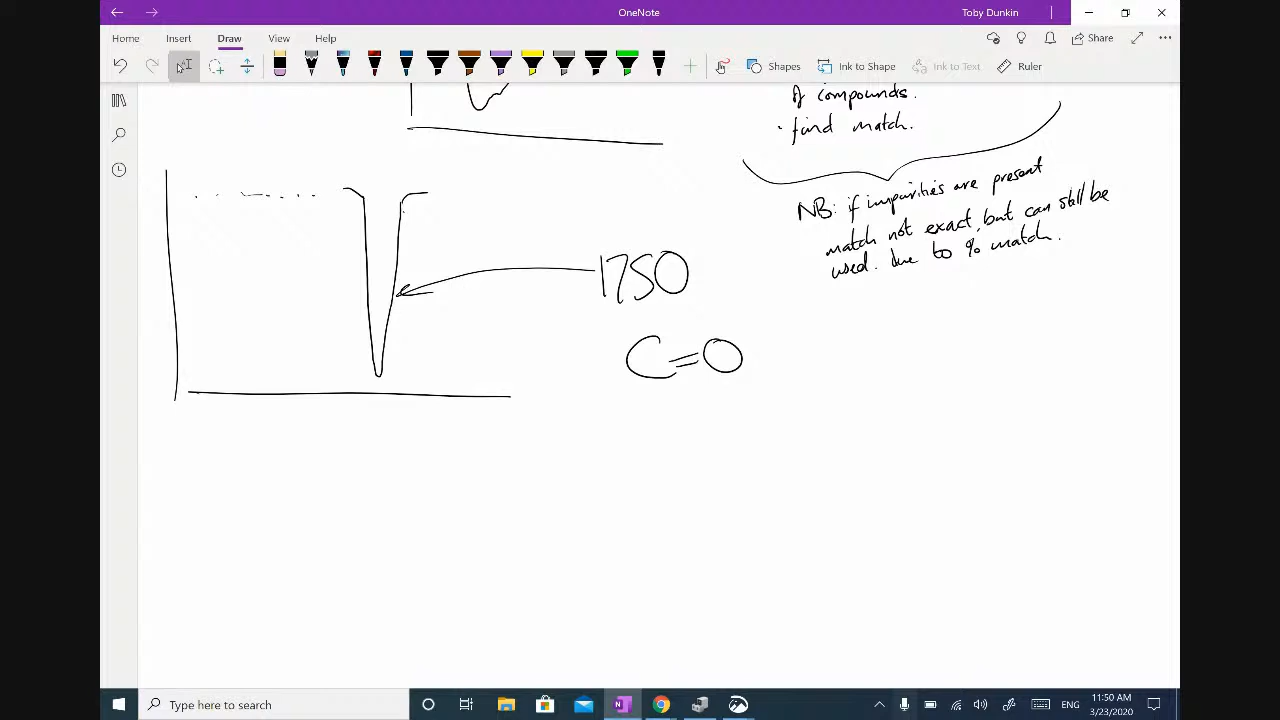 OneNote
Toby Dunkin
Home
Insert
Draw
View
Help
Share
Shapes
Ink to Shape
Ink to Text
Ruler
of compounds.
· find match.
NB: if impurities are present
match not exact, but can still be
used. due to % match.
1750
C=O
Type here to search
ENG
11:50 AM
3/23/2020